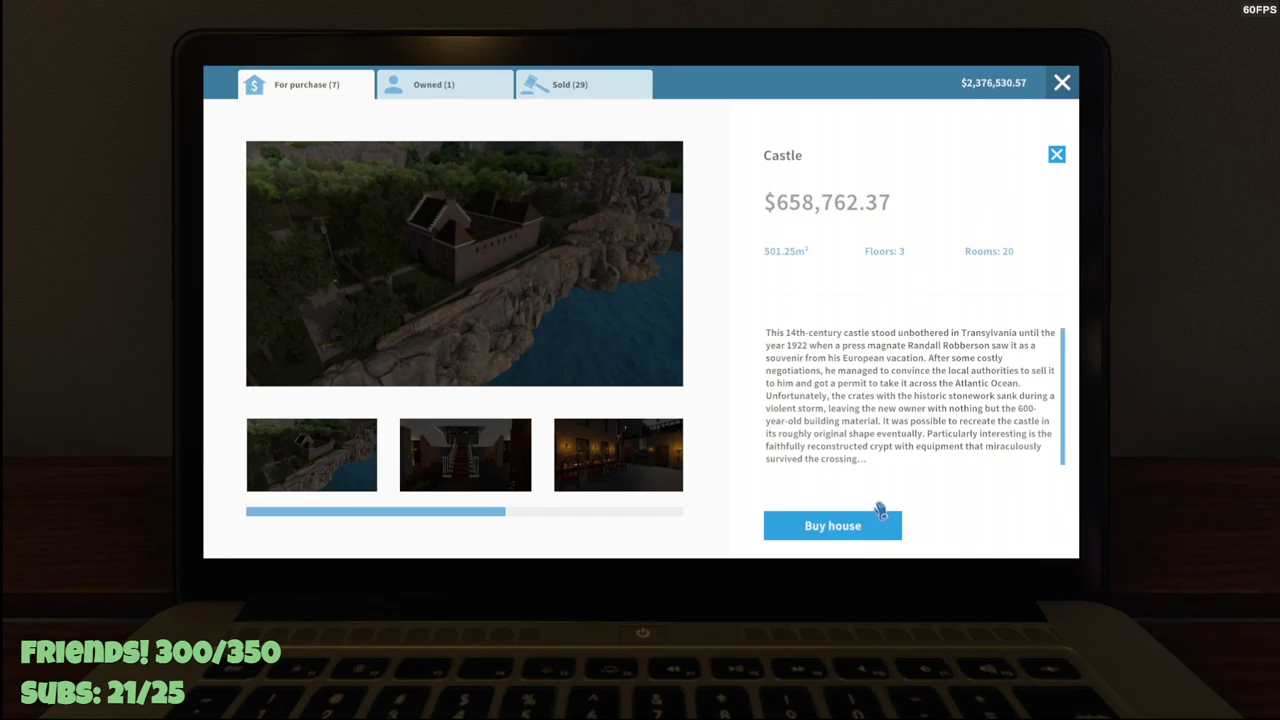 60FPS
For purchase (7)
Owned (1)
Sold (29)
$2,376,530.57
Castle
$658,762.37
501.25m²
Floors: 3
Rooms: 20
This 14th-century castle stood unbothered in Transylvania until the
year 1922 when a press magnate Randall Robberson saw it as a
souvenir from his European vacation. After some costly
negotiations, he managed to convince the local authorities to sell it
to him and got a permit to take it across the Atlantic Ocean.
Unfortunately, the crates with the historic stonework sank during a
violent storm, leaving the new owner with nothing but the 600-
year-old building material. It was possible to recreate the castle in
its roughly original shape eventually. Particularly interesting is the
faithfully reconstructed crypt with equipment that miraculously
survived the crossing...
Buy house
Friends! 300/350
Subs: 21/25